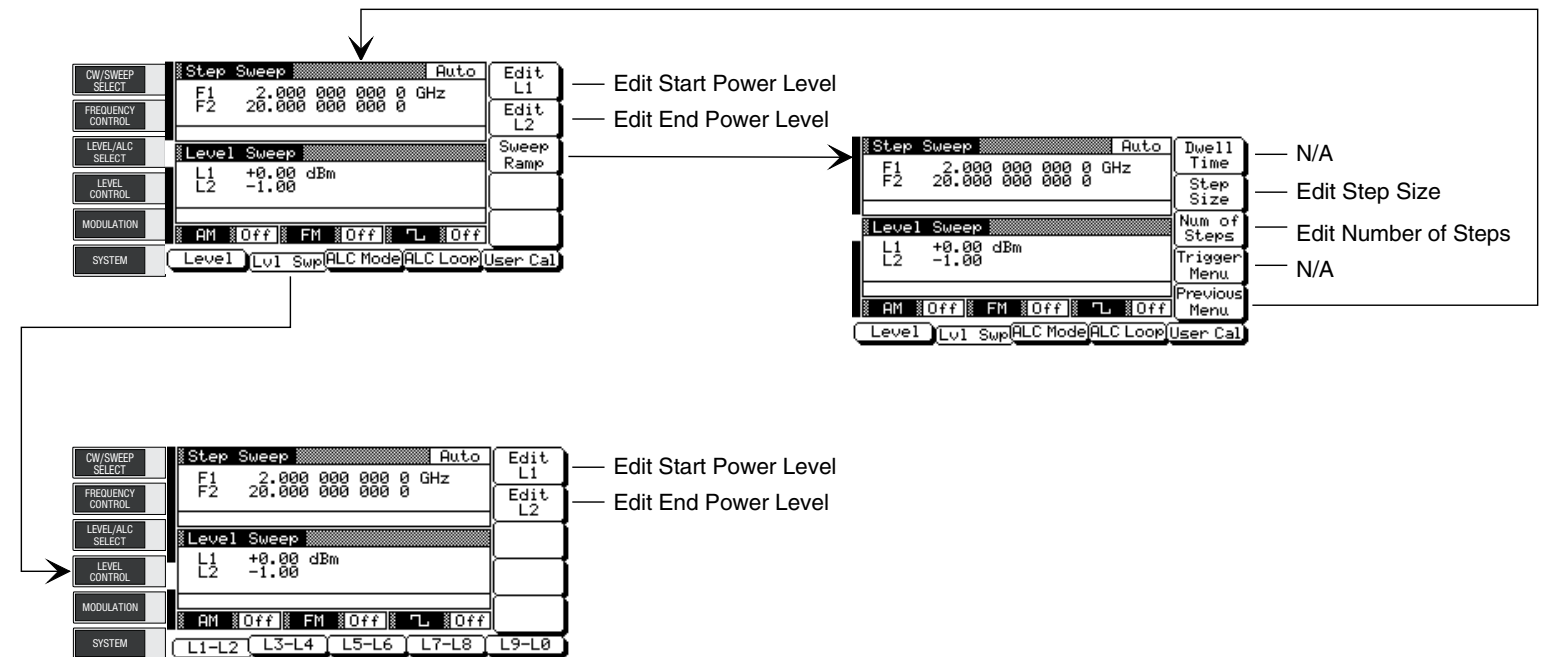 CW/SWEEP
SELECT
FREQUENCY
CONTROL
LEVEL/ALC
SELECT
LEVEL
CONTROL
MODULATION
SYSTEM
Step Sweep Auto
F1 2.000 000 000 0 GHz
F2 20.000 000 000 0
Level Sweep
L1 +0.00 dBm
L2 -1.00
AM Off FM Off Off
Level Lvl Swp ALC Mode ALC Loop User Cal
Edit
L1
Edit
L2
Sweep
Ramp
Edit Start Power Level
Edit End Power Level
Step Sweep Auto
F1 2.000 000 000 0 GHz
F2 20.000 000 000 0
Level Sweep
L1 +0.00 dBm
L2 -1.00
AM Off FM Off Off
Level Lvl Swp ALC Mode ALC Loop User Cal
Dwell
Time
Step
Size
Num of
Steps
Trigger
Menu
Previous
Menu
N/A
Edit Step Size
Edit Number of Steps
N/A
CW/SWEEP
SELECT
FREQUENCY
CONTROL
LEVEL/ALC
SELECT
LEVEL
CONTROL
MODULATION
SYSTEM
Step Sweep Auto
F1 2.000 000 000 0 GHz
F2 20.000 000 000 0
Level Sweep
L1 +0.00 dBm
L2 -1.00
AM Off FM Off Off
L1-L2 L3-L4 L5-L6 L7-L8 L9-L0
Edit
L1
Edit
L2
Edit Start Power Level
Edit End Power Level